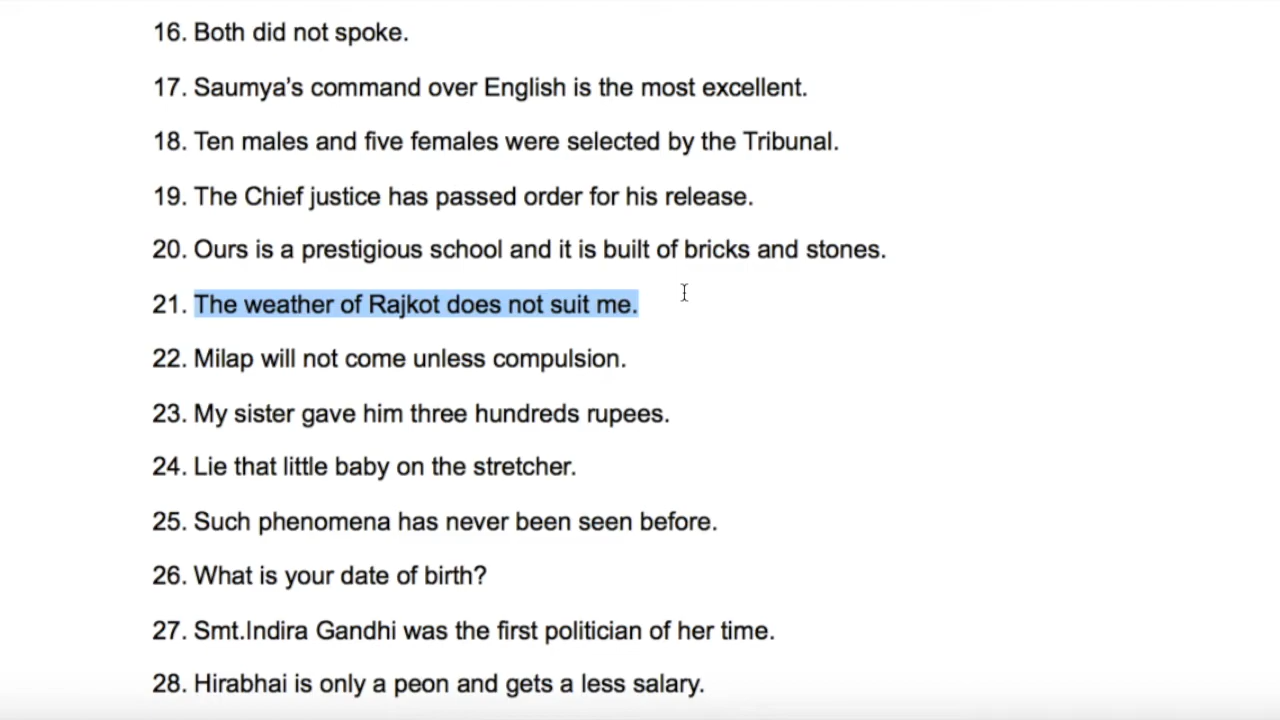 16. Both did not spoke.
17. Saumya’s command over English is the most excellent.
18. Ten males and five females were selected by the Tribunal.
19. The Chief justice has passed order for his release.
20. Ours is a prestigious school and it is built of bricks and stones.
21. The weather of Rajkot does not suit me.
22. Milap will not come unless compulsion.
23. My sister gave him three hundreds rupees.
24. Lie that little baby on the stretcher.
25. Such phenomena has never been seen before.
26. What is your date of birth?
27. Smt.Indira Gandhi was the first politician of her time.
28. Hirabhai is only a peon and gets a less salary.